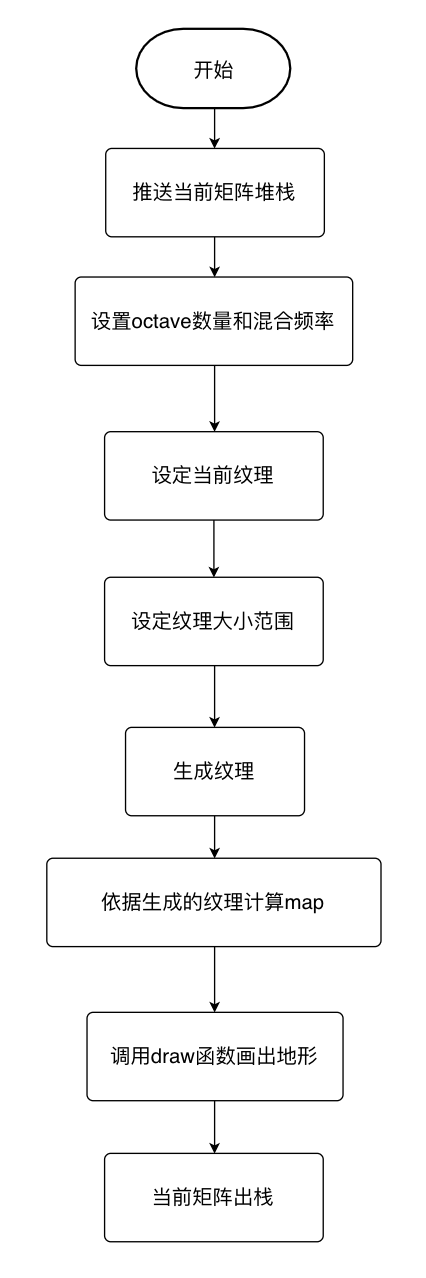 开始
推送当前矩阵堆栈
设置octave数量和混合频率
设定当前纹理
设定纹理大小范围
生成纹理
依据生成的纹理计算map
调用draw函数画出地形
当前矩阵出栈